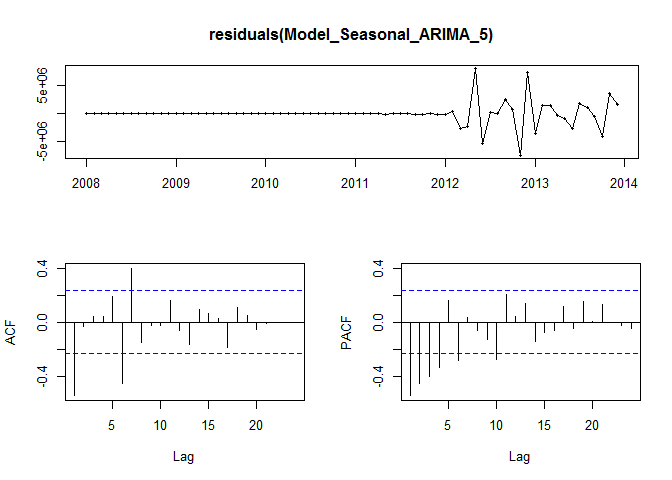 residuals(Model_Seasonal_ARIMA_5)
5e+06
-5e+06
2008 2009 2010 2011 2012 2013 2014
ACF
0.4
0.0
-0.4
5 10 15 20
Lag
PACF
0.4
0.0
-0.4
5 10 15 20
Lag